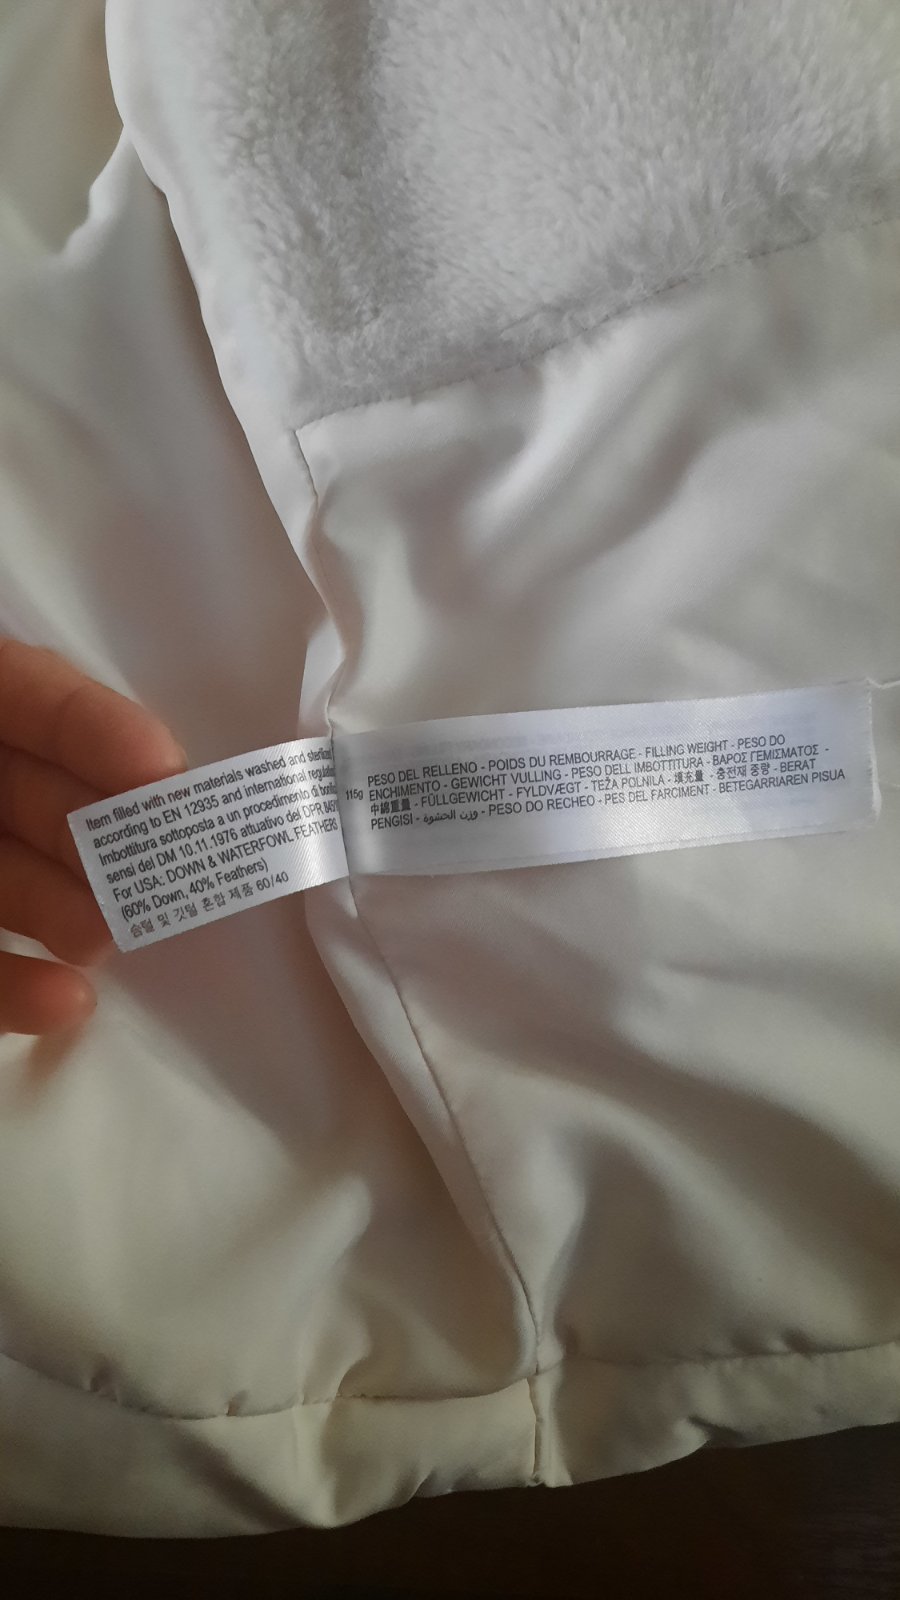 Item filled with new materials washed and
according to EN 12935 and international
Imbottitura sottoposta a un procedimento di
sensi del DM 10.11.1976 attuativo del DPR
For USA: DOWN & WATERFOWL FEATHERS
(60% Down, 40% Feathers)
솜털 및 깃털 혼합 제품 60/40
115g
PESO DEL RELLENO - POIDS DU REMBOURRAGE - FILLING WEIGHT - PESO DO
ENCHIMENTO - GEWICHT VULLING - PESO DELL IMBOTTITURA - ΒΑΡΟΣ ΓΕΜΙΣΜΑΤΟΣ -
中綿重量 - FÜLLGEWICHT - FYLDVÆGT - TEŽA POLNILA - 填充量 - 충전재 중량 - BERAT
PENGISI - وزن الحشوة - PESO DO RECHEO - PES DEL FARCIMENT - BETEGARRIAREN PISUA